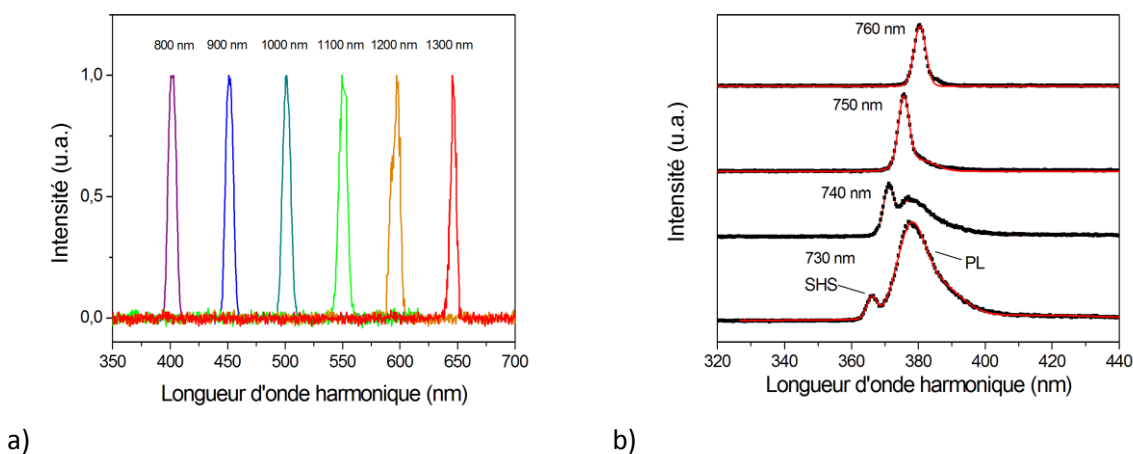 800 nm 900 nm 1000 nm 1100 nm 1200 nm 1300 nm
1,0
0,5
0,0
Intensité (u.a.)
350 400 450 500 550 600 650 700
Longueur d'onde harmonique (nm)
a)
760 nm
750 nm
740 nm
730 nm
SHS
PL
Intensité (u.a.)
320 340 360 380 400 420 440
Longueur d'onde harmonique (nm)
b)